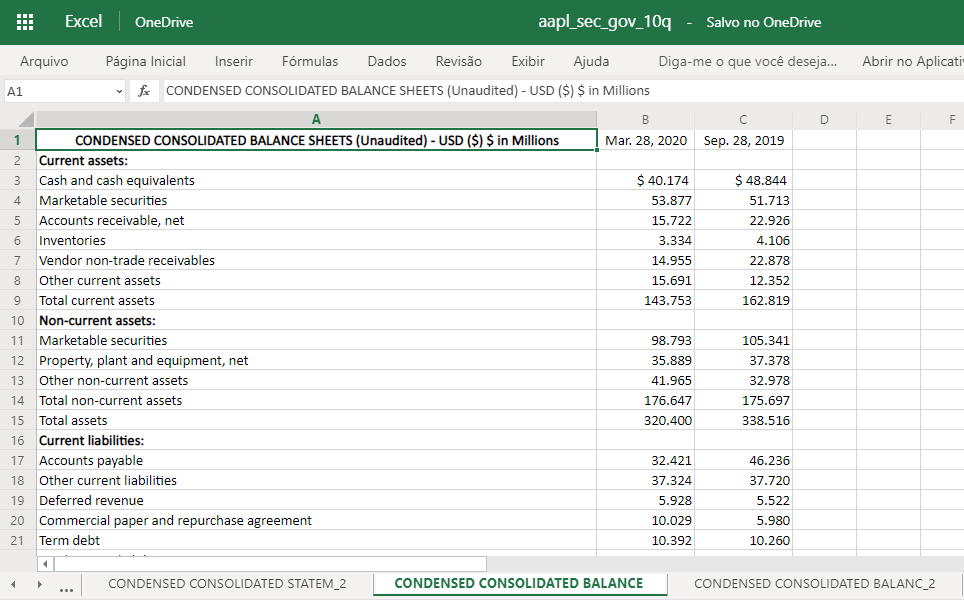 Excel OneDrive aapl_sec_gov_10q - Salvo no OneDrive
Arquivo Página Inicial Inserir Fórmulas Dados Revisão Exibir Ajuda Diga-me o que você deseja... Abrir no Aplicati
A1 fx CONDENSED CONSOLIDATED BALANCE SHEETS (Unaudited) - USD ($) $ in Millions
A B C D E F
1 CONDENSED CONSOLIDATED BALANCE SHEETS (Unaudited) - USD ($) $ in Millions Mar. 28, 2020 Sep. 28, 2019
2 Current assets:
3 Cash and cash equivalents $ 40.174 $ 48.844
4 Marketable securities 53.877 51.713
5 Accounts receivable, net 15.722 22.926
6 Inventories 3.334 4.106
7 Vendor non-trade receivables 14.955 22.878
8 Other current assets 15.691 12.352
9 Total current assets 143.753 162.819
10 Non-current assets:
11 Marketable securities 98.793 105.341
12 Property, plant and equipment, net 35.889 37.378
13 Other non-current assets 41.965 32.978
14 Total non-current assets 176.647 175.697
15 Total assets 320.400 338.516
16 Current liabilities:
17 Accounts payable 32.421 46.236
18 Other current liabilities 37.324 37.720
19 Deferred revenue 5.928 5.522
20 Commercial paper and repurchase agreement 10.029 5.980
21 Term debt 10.392 10.260
... CONDENSED CONSOLIDATED STATEM_2 CONDENSED CONSOLIDATED BALANCE CONDENSED CONSOLIDATED BALANC_2